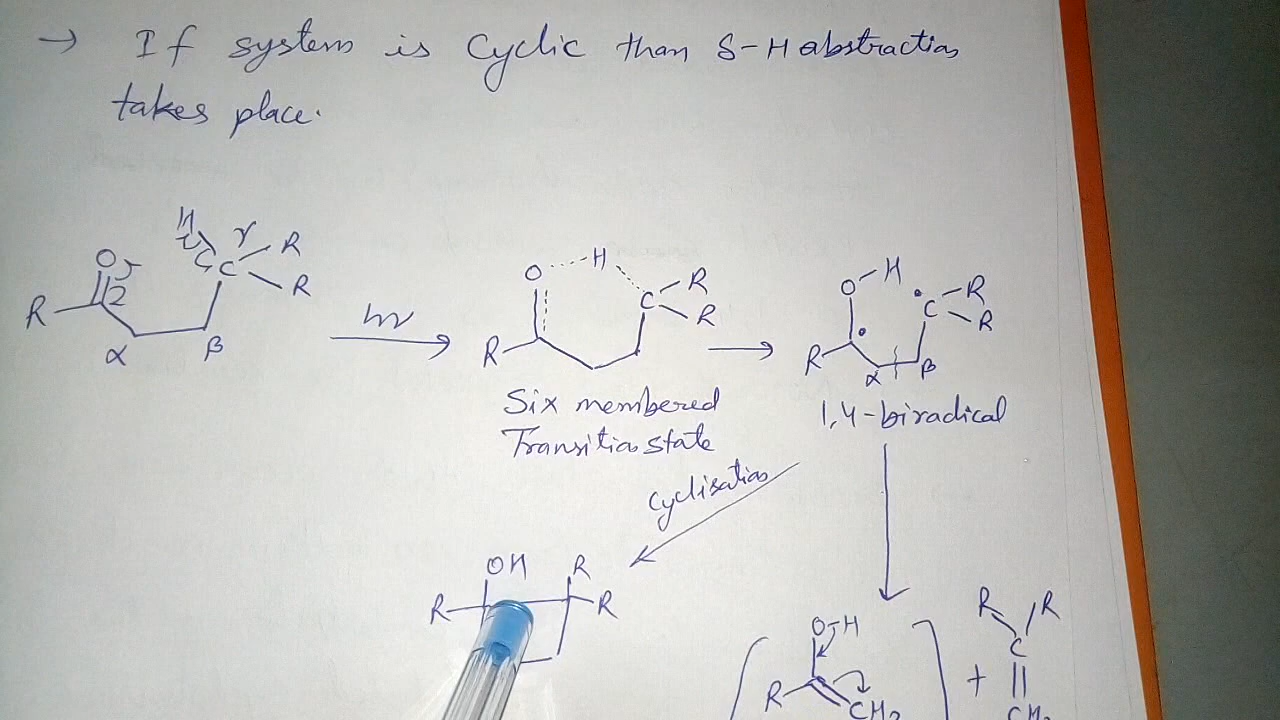 → If system is Cyclic than δ-H abstraction
takes place.
H
O C C γ R
R R
α β
hν
O H
C R
R R
Six membered
Transition state
O-H
C R
R R
α β
1,4-biradical
Cyclisation
OH R
R R
O-H
R CH2
+
R R
C
CH2